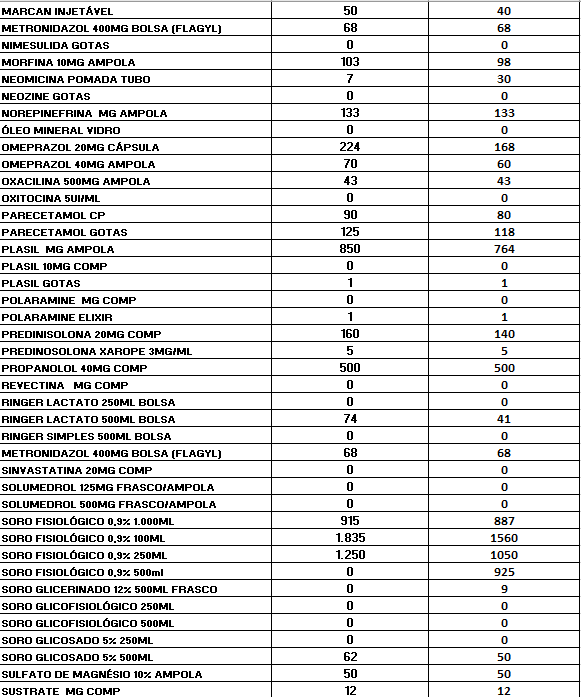 MARCAN INJETÁVEL 50 40
METRONIDAZOL 400MG BOLSA (FLAGYL) 68 68
NIMESULIDA GOTAS 0 0
MORFINA 10MG AMPOLA 103 98
NEOMICINA POMADA TUBO 7 30
NEOZINE GOTAS 0 0
NOREPINEFRINA MG AMPOLA 133 133
ÓLEO MINERAL VIDRO 0 0
OMEPRAZOL 20MG CÁPSULA 224 168
OMEPRAZOL 40MG AMPOLA 70 60
OXACILINA 500MG AMPOLA 43 43
OXITOCINA 5UI/ML 0 0
PARECETAMOL CP 90 80
PARECETAMOL GOTAS 125 118
PLASIL MG AMPOLA 850 764
PLASIL 10MG COMP 0 0
PLASIL GOTAS 1 1
POLARAMINE MG COMP 0 0
POLARAMINE ELIXIR 1 1
PREDINISOLONA 20MG COMP 160 140
PREDINOSOLONA XAROPE 3MG/ML 5 5
PROPANOLOL 40MG COMP 500 500
REVECTINA MG COMP 0 0
RINGER LACTATO 250ML BOLSA 0 0
RINGER LACTATO 500ML BOLSA 74 41
RINGER SIMPLES 500ML BOLSA 0 0
METRONIDAZOL 400MG BOLSA (FLAGYL) 68 68
SINVASTATINA 20MG COMP 0 0
SOLUMEDROL 125MG FRASCO/AMPOLA 0 0
SOLUMEDROL 500MG FRASCO/AMPOLA 0 0
SORO FISIOLÓGICO 0,9% 1.000ML 915 887
SORO FISIOLÓGICO 0,9% 100ML 1.835 1560
SORO FISIOLÓGICO 0,9% 250ML 1.250 1050
SORO FISIOLÓGICO 0,9% 500ml 0 925
SORO GLICERINADO 12% 500ML FRASCO 0 9
SORO GLICOFISIOLÓGICO 250ML 0 0
SORO GLICOFISIOLÓGICO 500ML 0 0
SORO GLICOSADO 5% 250ML 0 0
SORO GLICOSADO 5% 500ML 62 50
SULFATO DE MAGNÉSIO 10% AMPOLA 50 50
SUSTRATE MG COMP 12 12